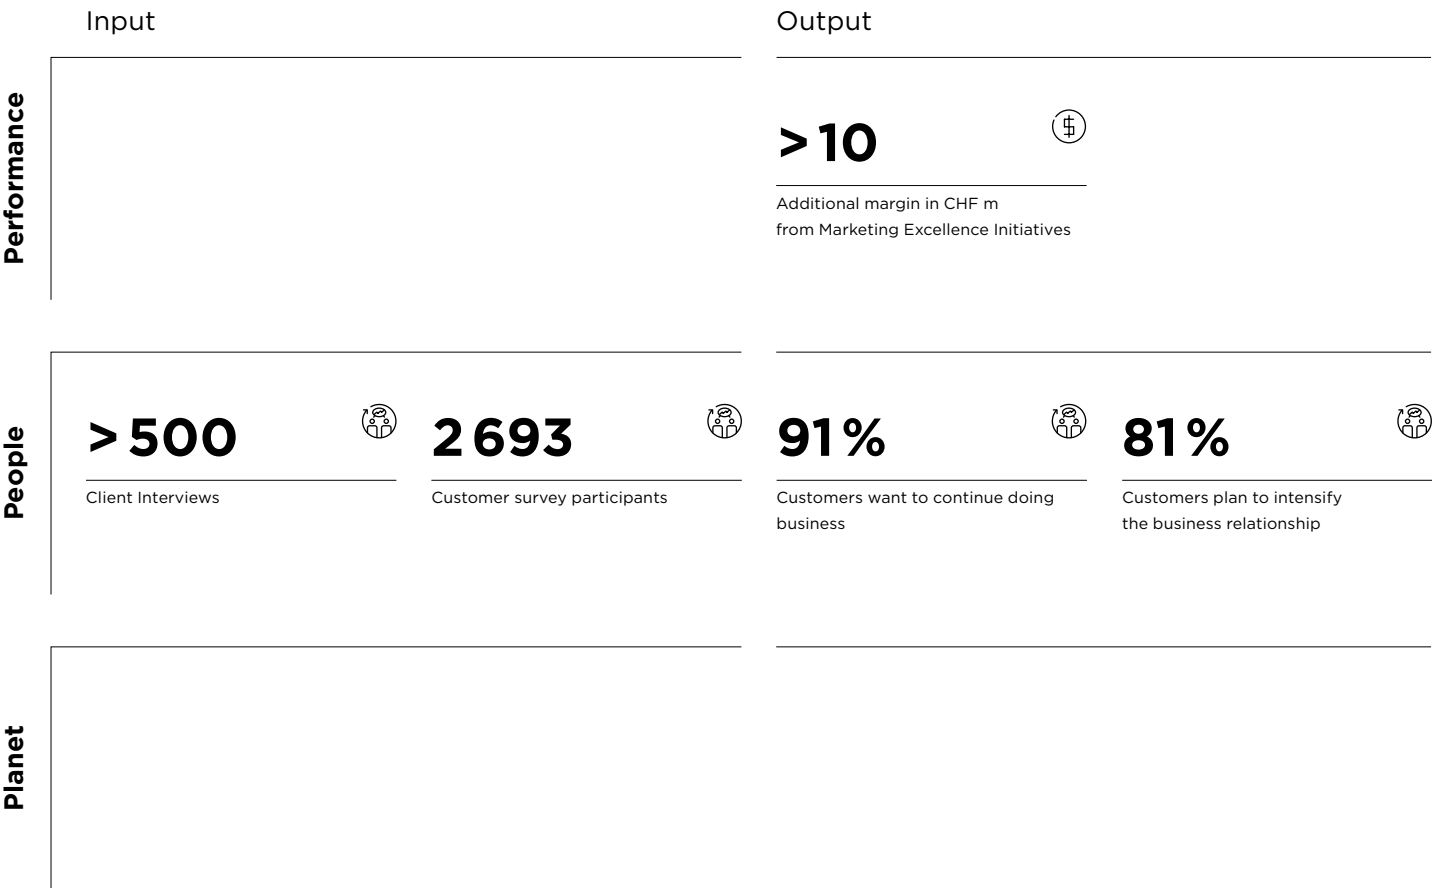 Input
Output
Performance
> 10
Additional margin in CHF m
from Marketing Excellence Initiatives
People
> 500
Client Interviews
2 693
Customer survey participants
91 %
Customers want to continue doing
business
81 %
Customers plan to intensify
the business relationship
Planet